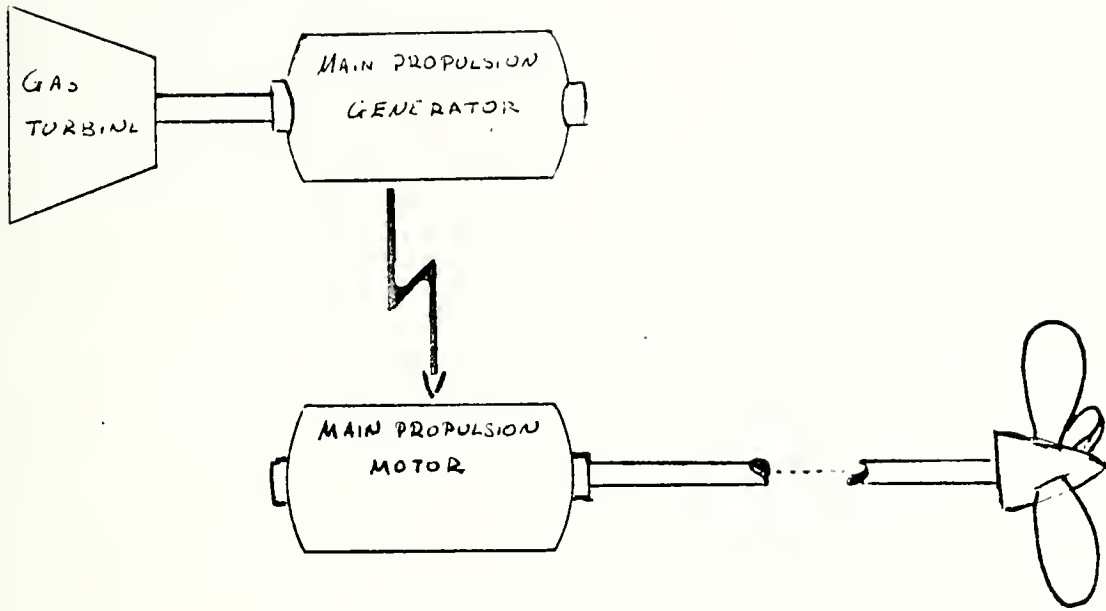 GAS
TURBINE
MAIN PROPULSION
GENERATOR
MAIN PROPULSION
MOTOR